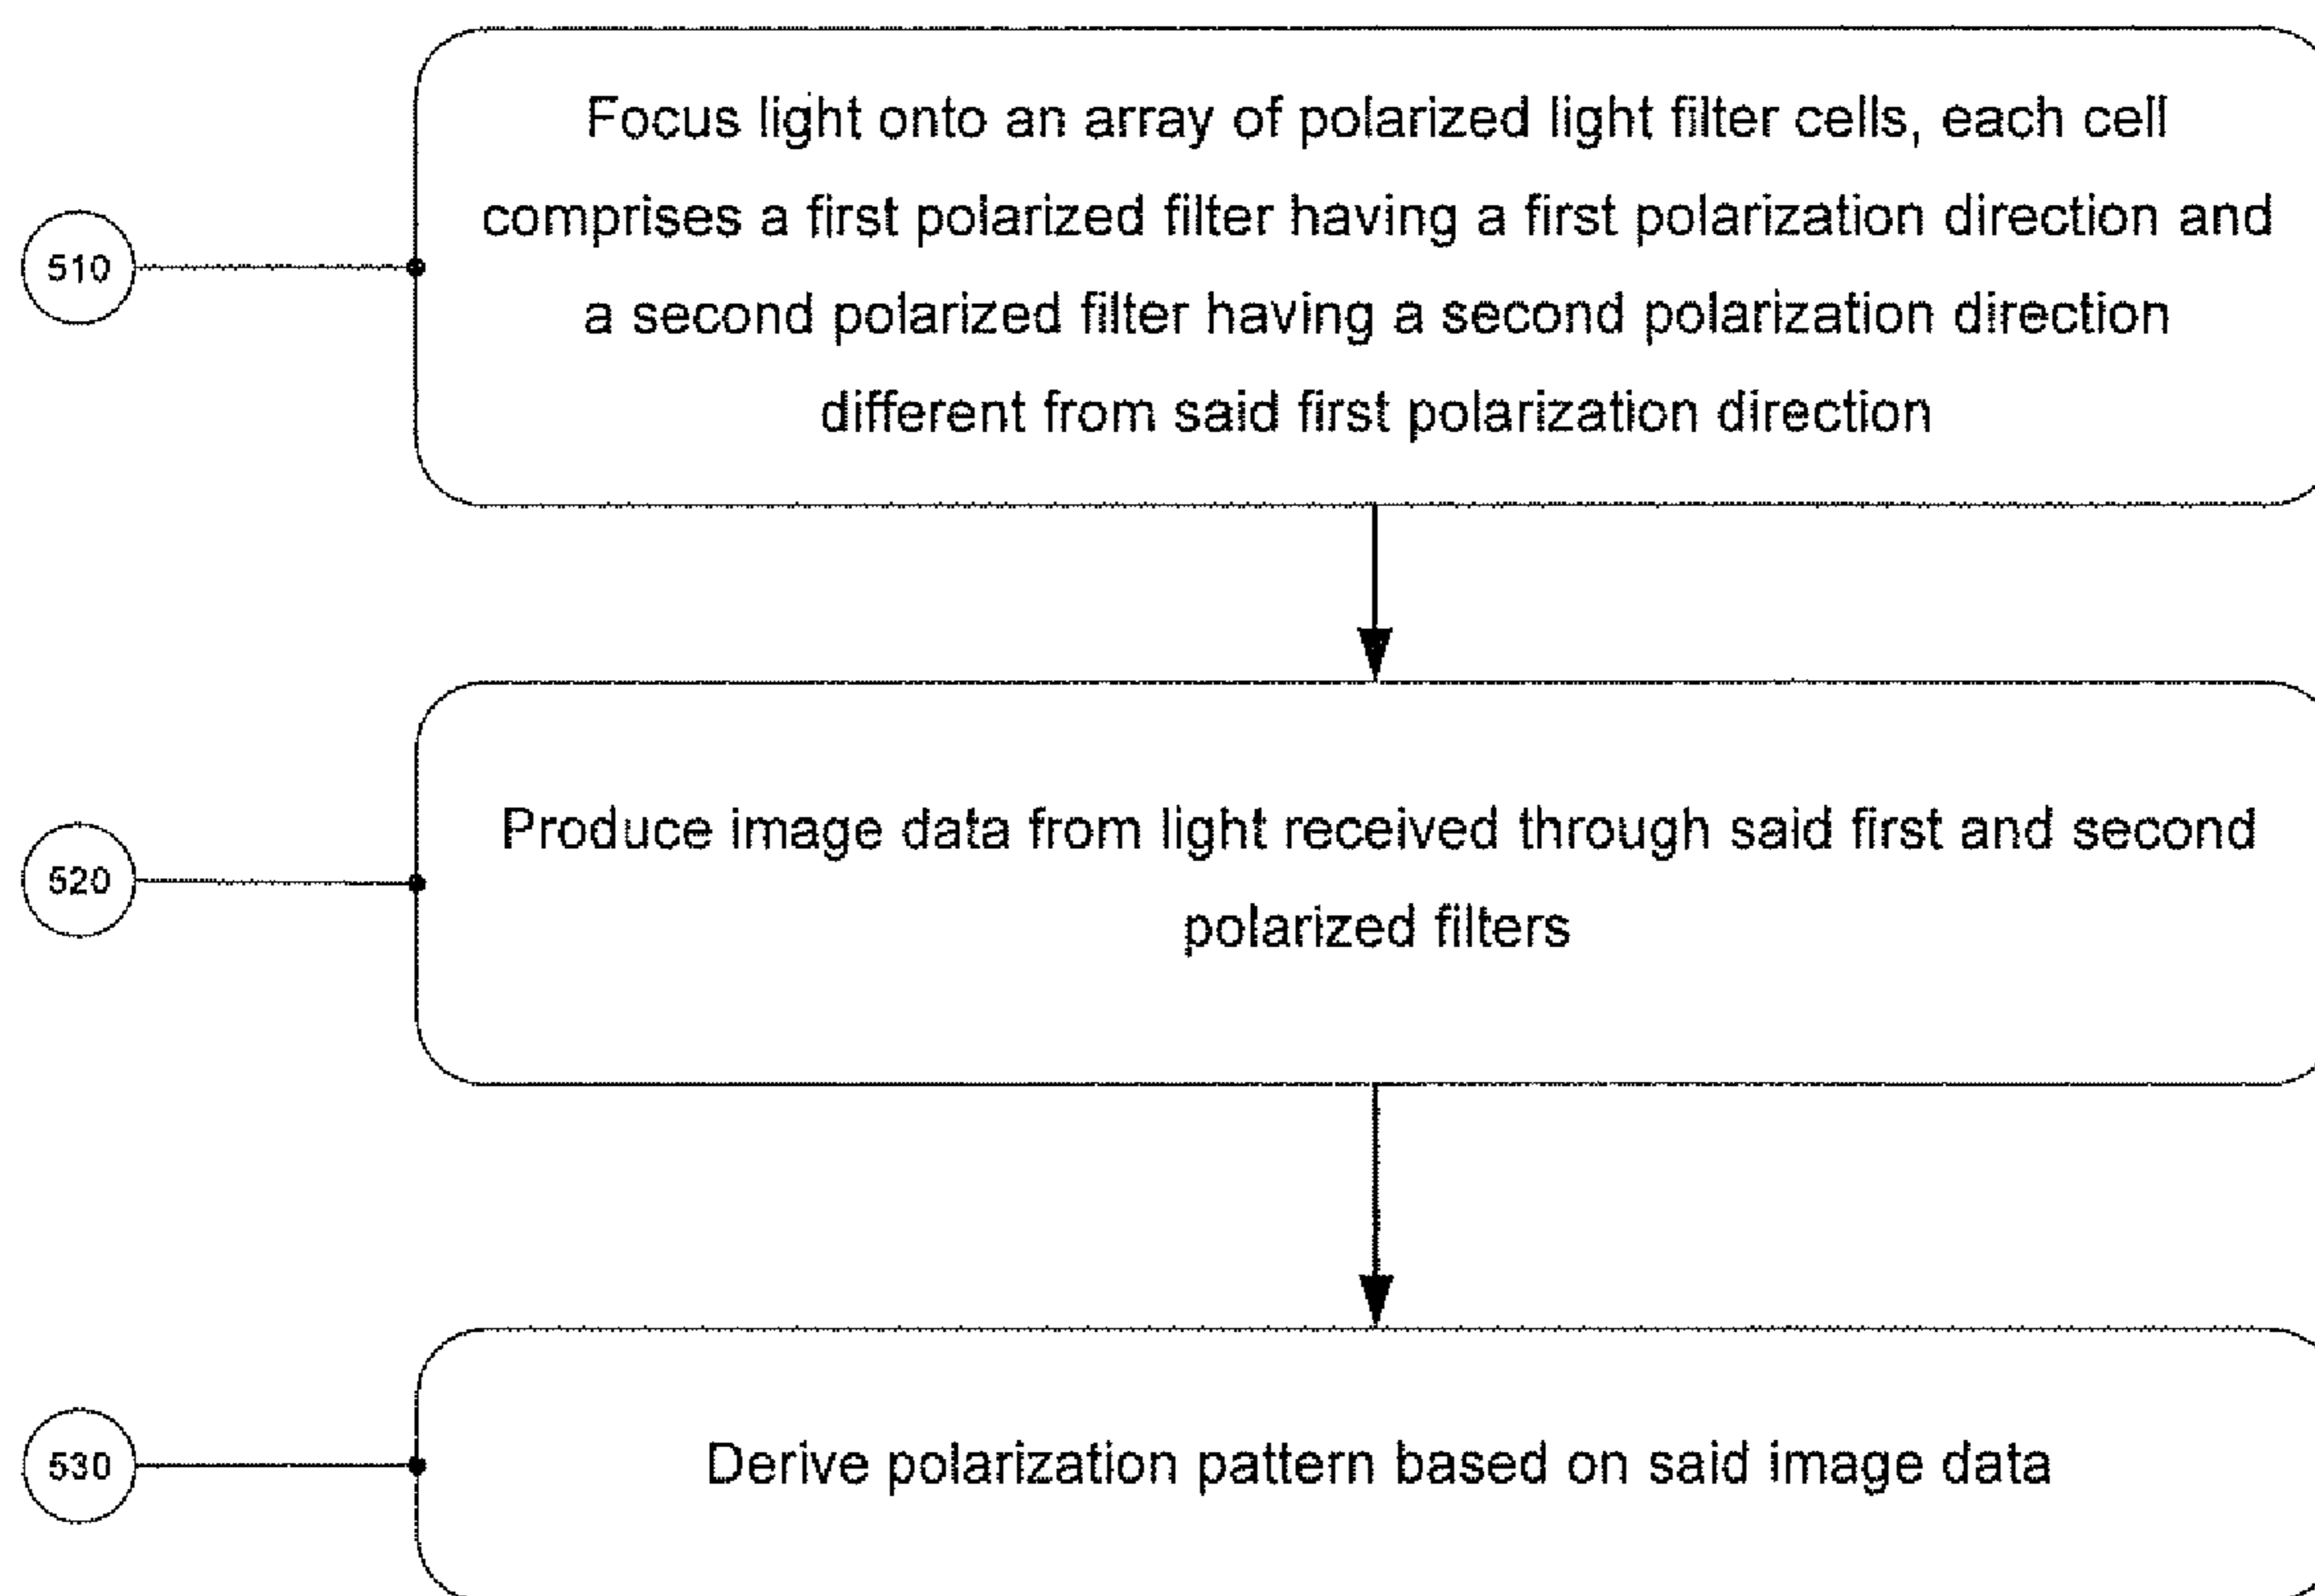 Focus light onto an array of polarized light filter cells, each cell
comprises a first polarized filter having a first polarization direction and
510
a second polarized filter having a second polarization direction
different from said first polarization direction
Produce image data from light received through said first and second
520
polarized filters
530
Derive polarization pattern based on said image data